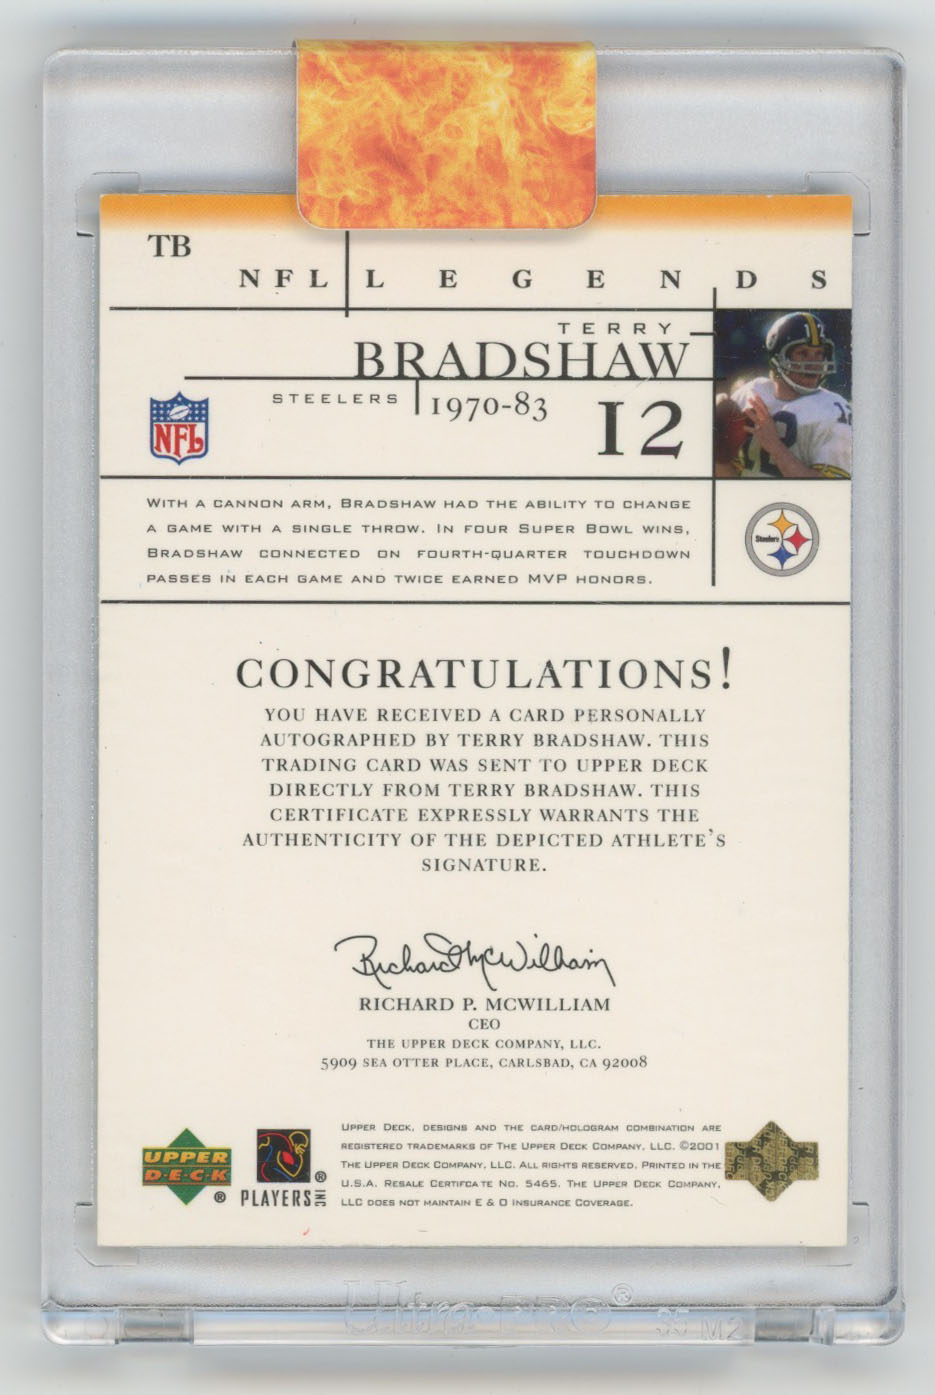 TB
NFL LEGENDS
TERRY
BRADSHAW
STEELERS 1970-83
12
NFL
WITH A CANNON ARM, BRADSHAW HAD THE ABILITY TO CHANGE
A GAME WITH A SINGLE THROW. IN FOUR SUPER BOWL WINS,
BRADSHAW CONNECTED ON FOURTH-QUARTER TOUCHDOWN
PASSES IN EACH GAME AND TWICE EARNED MVP HONORS.
Steelers
12
CONGRATULATIONS!
YOU HAVE RECEIVED A CARD PERSONALLY
AUTOGRAPHED BY TERRY BRADSHAW. THIS
TRADING CARD WAS SENT TO UPPER DECK
DIRECTLY FROM TERRY BRADSHAW. THIS
CERTIFICATE EXPRESSLY WARRANTS THE
AUTHENTICITY OF THE DEPICTED ATHLETE'S
SIGNATURE.
Richard McWilliam
RICHARD P. MCWILLIAM
CEO
THE UPPER DECK COMPANY, LLC.
5909 SEA OTTER PLACE, CARLSBAD, CA 92008
UPPER DECK ®
PLAYERS INC ®
UPPER DECK, DESIGNS AND THE CARD/HOLOGRAM COMBINATION ARE
REGISTERED TRADEMARKS OF THE UPPER DECK COMPANY, LLC. ©2001
THE UPPER DECK COMPANY, LLC. ALL RIGHTS RESERVED. PRINTED IN THE
U.S.A. RESALE CERTIFCATE NO. 5465. THE UPPER DECK COMPANY,
LLC DOES NOT MAINTAIN E & O INSURANCE COVERAGE.
Ultra PRO® 35 M2